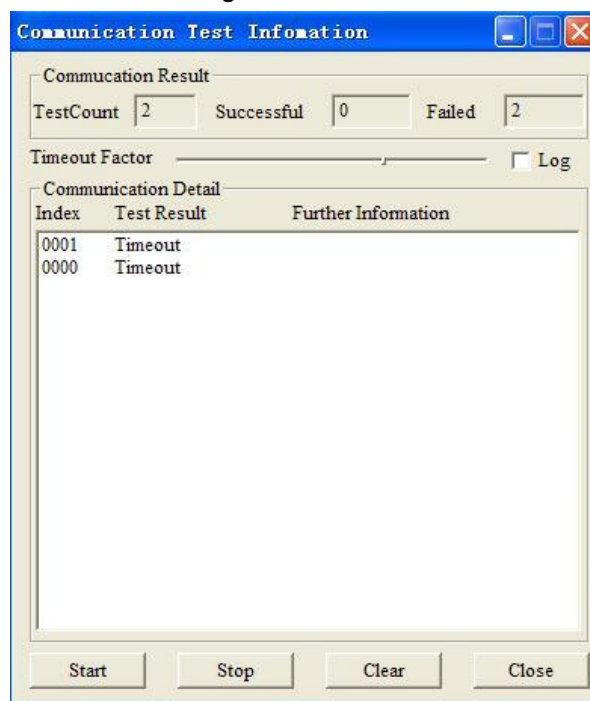 Communication Test Infomation
Commucation Result
TestCount 2 Successful 0 Failed 2
Timeout Factor Log
Communication Detail
Index Test Result Further Information
0001 Timeout
0000 Timeout
Start Stop Clear Close